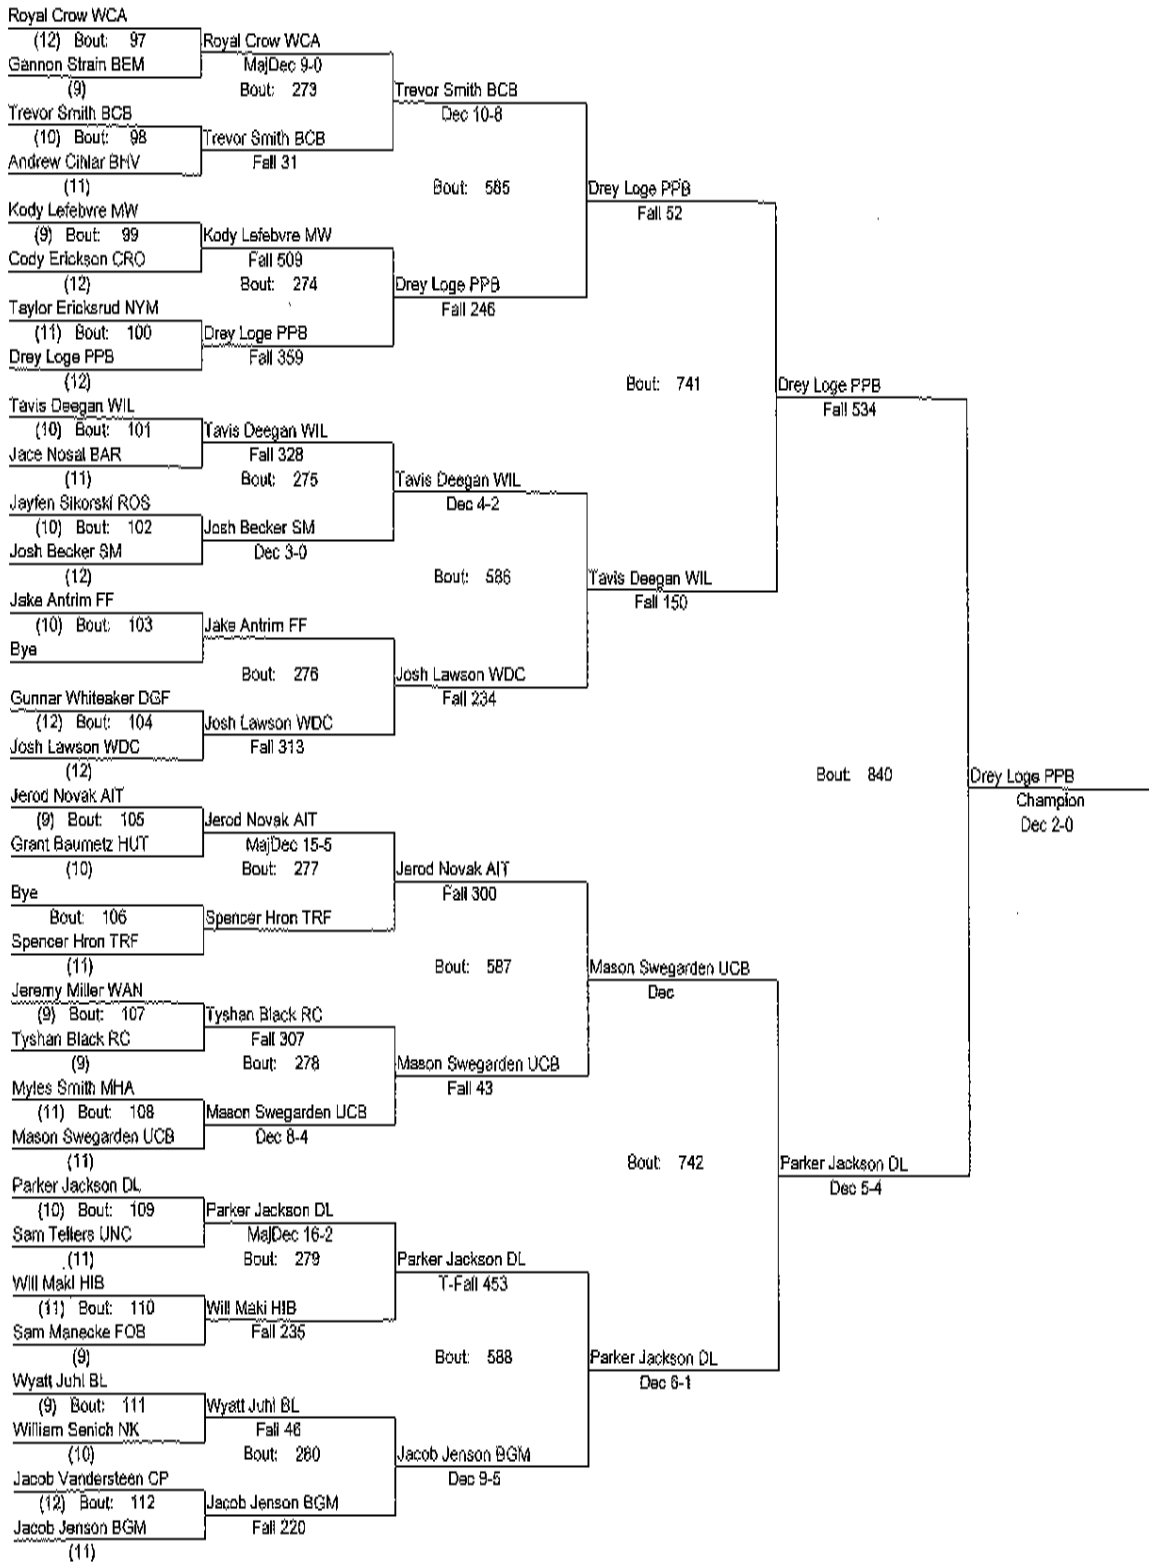 Royal Crow WCA
(12) Bout: 97
Gannon Strain BEM
(9)
Royal Crow WCA
MajDec 9-0
Bout: 273
Trevor Smith BCB
(10) Bout: 98
Andrew Cihlar BHV
(11)
Trevor Smith BCB
Fall 31
Trevor Smith BCB
Dec 10-8
Bout: 585
Kody Lefebvre MW
(9) Bout: 99
Cody Erickson CRO
(12)
Kody Lefebvre MW
Fall 509
Bout: 274
Taylor Ericksrud NYM
(11) Bout: 100
Drey Loge PPB
(12)
Drey Loge PPB
Fall 359
Drey Loge PPB
Fall 246
Drey Loge PPB
Fall 52
Bout: 741
Tavis Deegan WIL
(10) Bout: 101
Jace Nosal BAR
(11)
Tavis Deegan WIL
Fall 328
Bout: 275
Jayfen Sikorski ROS
(10) Bout: 102
Josh Becker SM
(12)
Josh Becker SM
Dec 3-0
Tavis Deegan WIL
Dec 4-2
Bout: 586
Jake Antrim FF
(10) Bout: 103
Bye
Jake Antrim FF
Bout: 276
Gunnar Whiteaker DGF
(12) Bout: 104
Josh Lawson WDC
(12)
Josh Lawson WDC
Fall 313
Josh Lawson WDC
Fall 234
Tavis Deegan WIL
Fall 150
Drey Loge PPB
Fall 534
Bout: 840
Drey Loge PPB
Champion
Dec 2-0
Jerod Novak AIT
(9) Bout: 105
Grant Baumetz HUT
(10)
Jerod Novak AIT
MajDec 15-5
Bout: 277
Bye
Bout: 106
Spencer Hron TRF
(11)
Spencer Hron TRF
Jerod Novak AIT
Fall 300
Bout: 587
Jeremy Miller WAN
(9) Bout: 107
Tyshan Black RC
(9)
Tyshan Black RC
Fall 307
Bout: 278
Myles Smith MHA
(11) Bout: 108
Mason Swegarden UCB
(11)
Mason Swegarden UCB
Dec 8-4
Mason Swegarden UCB
Fall 43
Mason Swegarden UCB
Dec
Bout: 742
Parker Jackson DL
(10) Bout: 109
Sam Telters UNC
(11)
Parker Jackson DL
MajDec 16-2
Bout: 279
Will Maki HIB
(11) Bout: 110
Sam Manecke FOB
(9)
Will Maki HIB
Fall 235
Parker Jackson DL
T-Fall 453
Bout: 588
Wyatt Juhl BL
(9) Bout: 111
William Senich NK
(10)
Wyatt Juhl BL
Fall 46
Bout: 280
Jacob Vandersteen CP
(12) Bout: 112
Jacob Jenson BGM
(11)
Jacob Jenson BGM
Fall 220
Jacob Jenson BGM
Dec 9-5
Parker Jackson DL
Dec 6-1
Parker Jackson DL
Dec 5-4